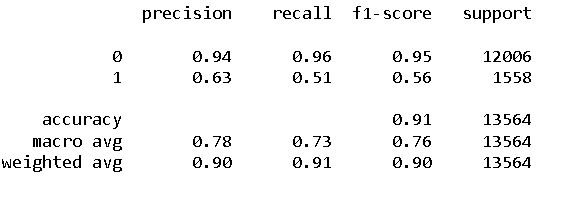 precision recall f1-score support
0 0.94 0.96 0.95 12006
1 0.63 0.51 0.56 1558
accuracy 0.91 13564
macro avg 0.78 0.73 0.76 13564
weighted avg 0.90 0.91 0.90 13564